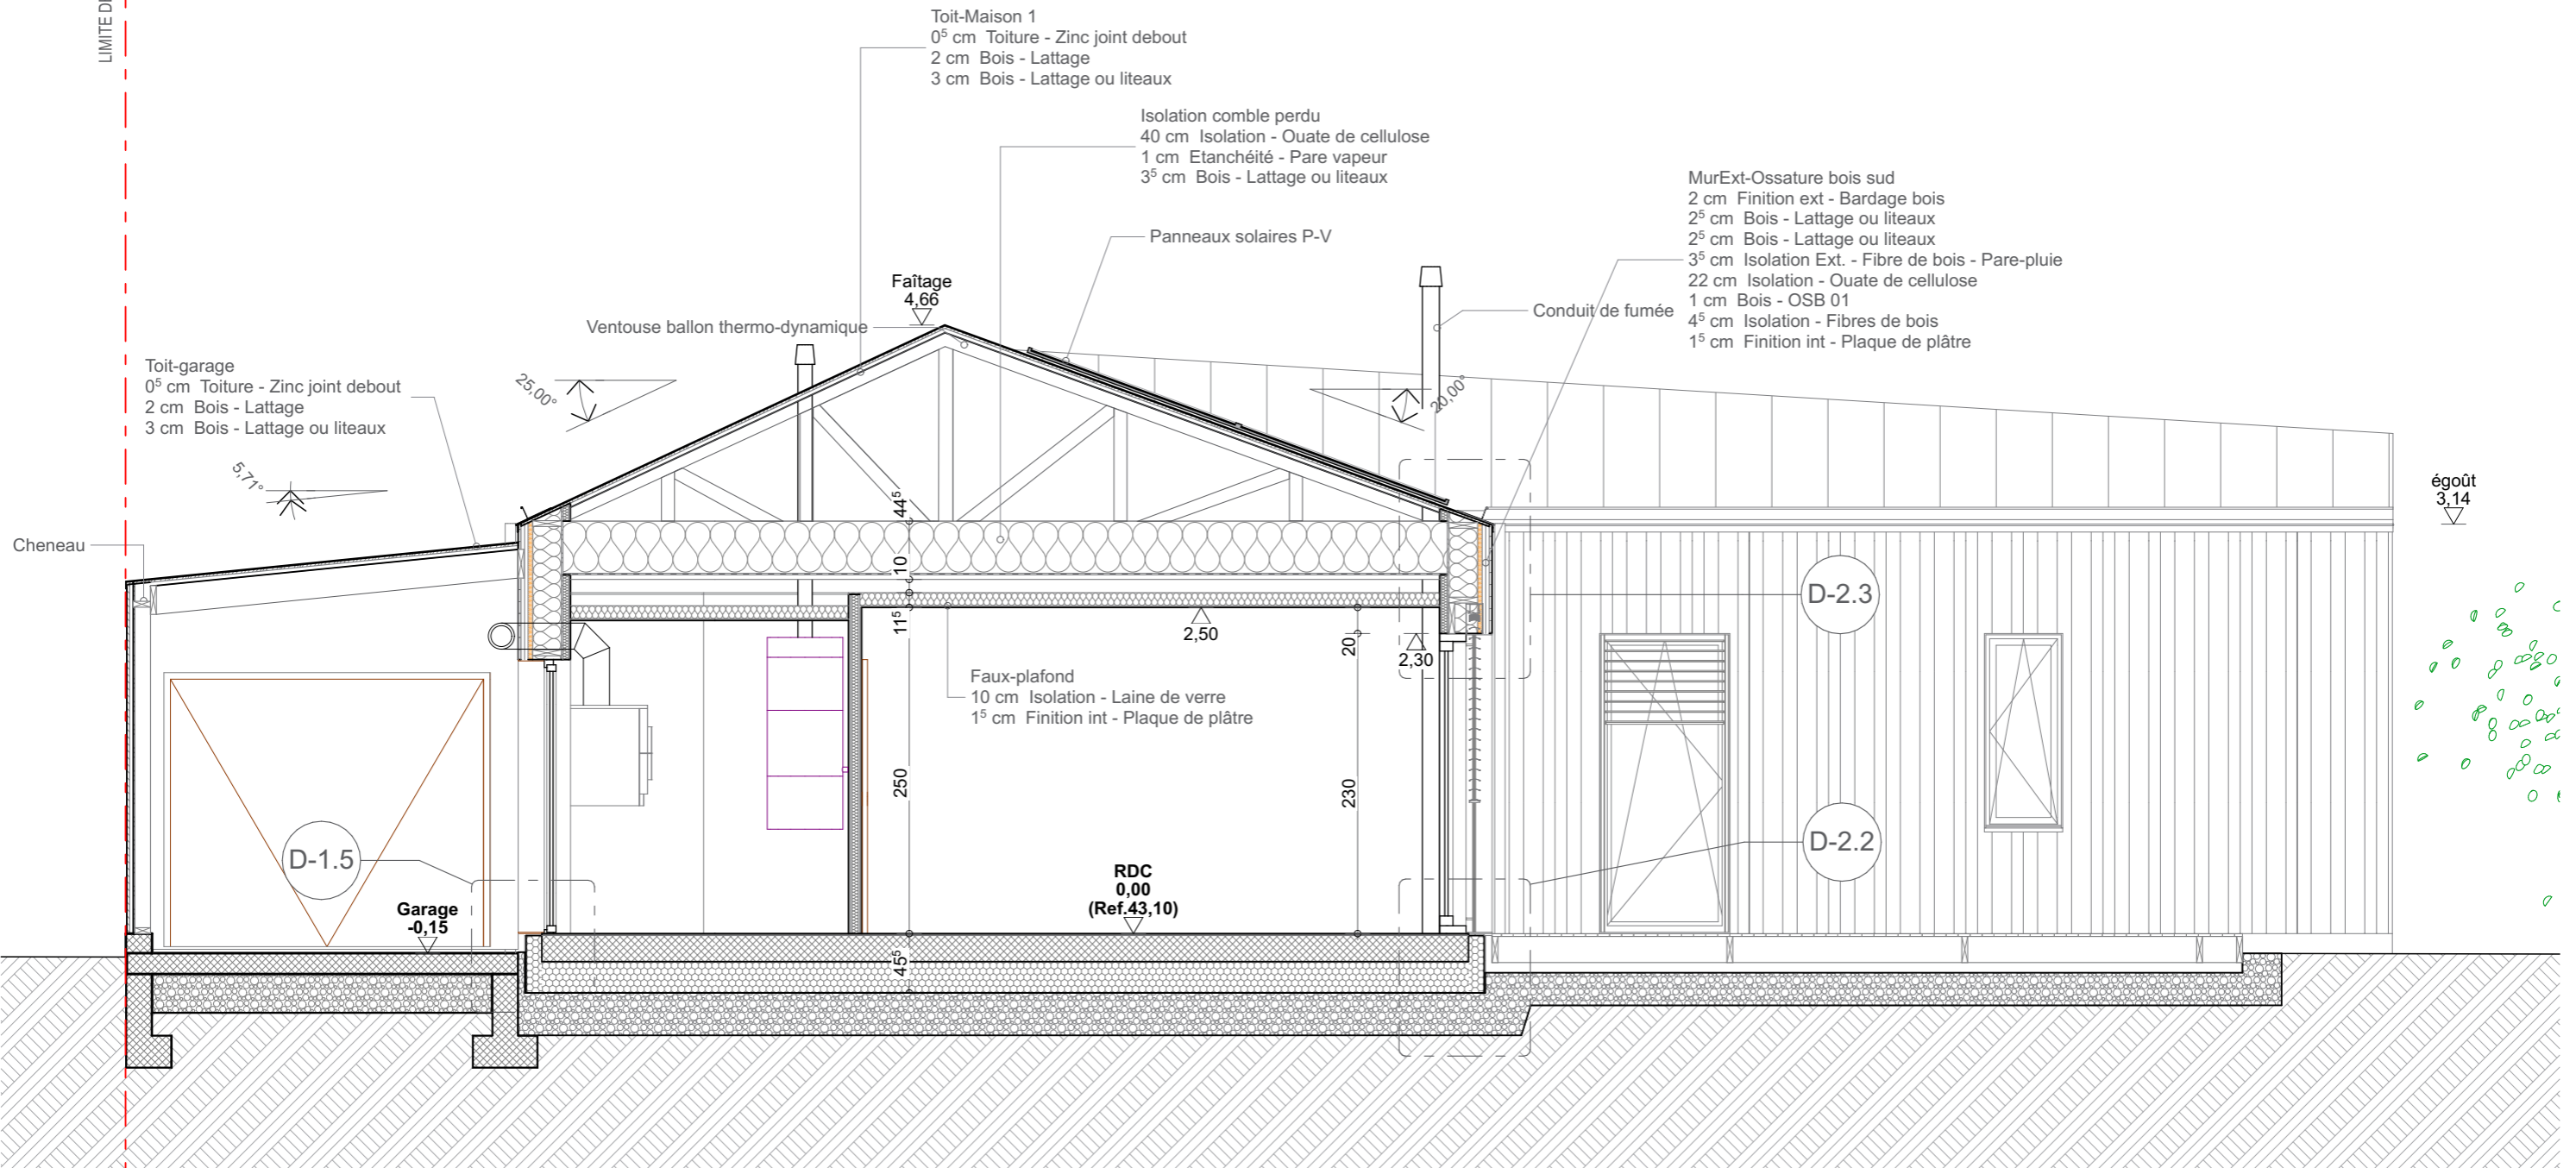 LIMITE DE
Toit-Maison 1
0⁵ cm Toiture - Zinc joint debout
2 cm Bois - Lattage
3 cm Bois - Lattage ou liteaux
Isolation comble perdu
40 cm Isolation - Ouate de cellulose
1 cm Etanchéité - Pare vapeur
3⁵ cm Bois - Lattage ou liteaux
MurExt-Ossature bois sud
2 cm Finition ext - Bardage bois
2⁵ cm Bois - Lattage ou liteaux
2⁵ cm Bois - Lattage ou liteaux
3⁵ cm Isolation Ext. - Fibre de bois - Pare-pluie
22 cm Isolation - Ouate de cellulose
1 cm Bois - OSB 01
4⁵ cm Isolation - Fibres de bois
1⁵ cm Finition int - Plaque de plâtre
Panneaux solaires P-V
Faîtage
4,66
Conduit de fumée
Ventouse ballon thermo-dynamique
Toit-garage
0⁵ cm Toiture - Zinc joint debout
2 cm Bois - Lattage
3 cm Bois - Lattage ou liteaux
25,00°
20,00°
5,71°
égoût
3,14
44⁵
Cheneau
10
11⁵
D-2.3
2,50
20
2,30
Faux-plafond
10 cm Isolation - Laine de verre
1⁵ cm Finition int - Plaque de plâtre
250
230
D-1.5
D-2.2
RDC
0,00
(Ref.43,10)
Garage
-0,15
45⁵